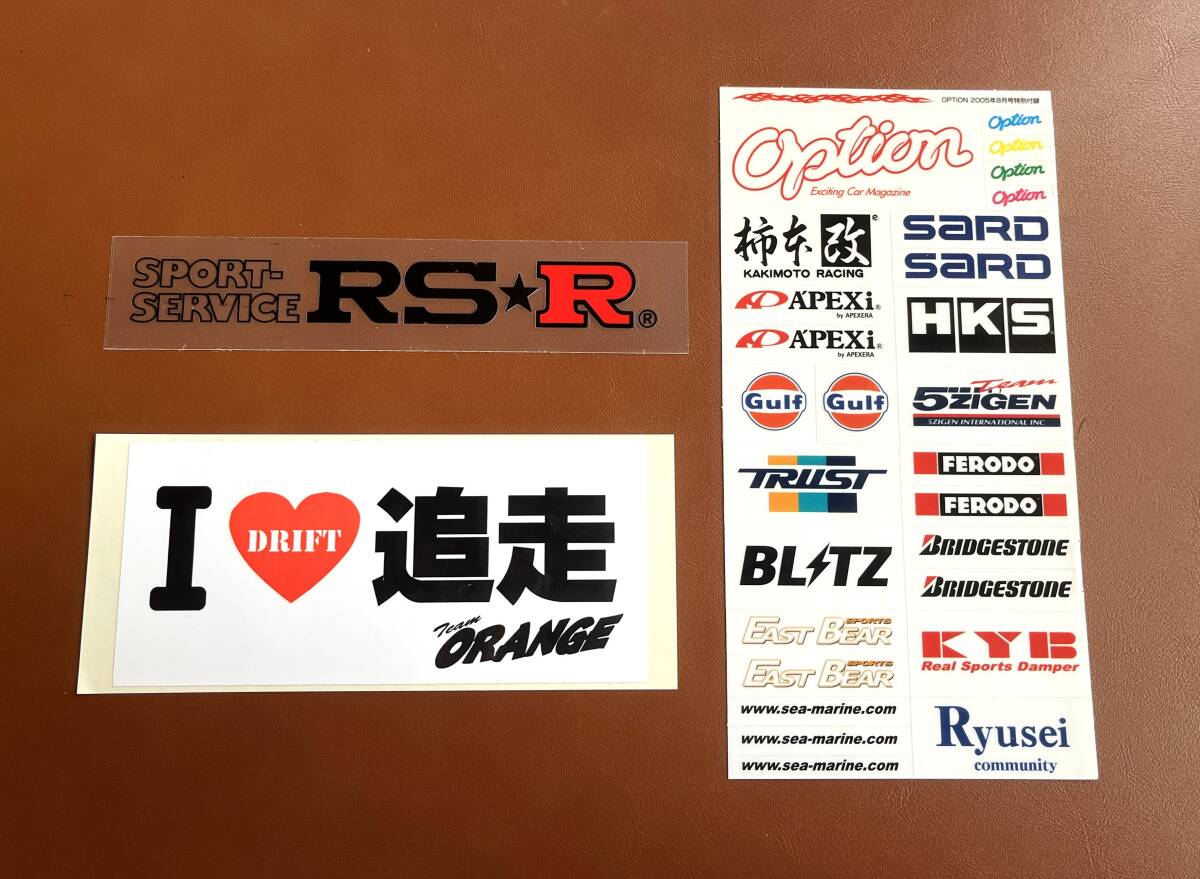 SPORT-
SERVICE
RS★R®
I DRIFT 追走
Team
ORANGE
OPTION 2005年8月号特別付録
Option
Exciting Car Magazine
Option
Option
Option
Option
柿本改®
KAKIMOTO RACING
SARD
SARD
A'PEXi®
by APEXERA
A'PEXi®
by APEXERA
HKS
Gulf
Gulf
Team
5ZIGEN
5ZIGEN INTERNATIONAL INC
TRUST
FERODO
FERODO
BLITZ
BRIDGESTONE
BRIDGESTONE
EAST BEAR
SPORTS
EAST BEAR
SPORTS
KYB
Real Sports Damper
www.sea-marine.com
www.sea-marine.com
www.sea-marine.com
Ryusei
community